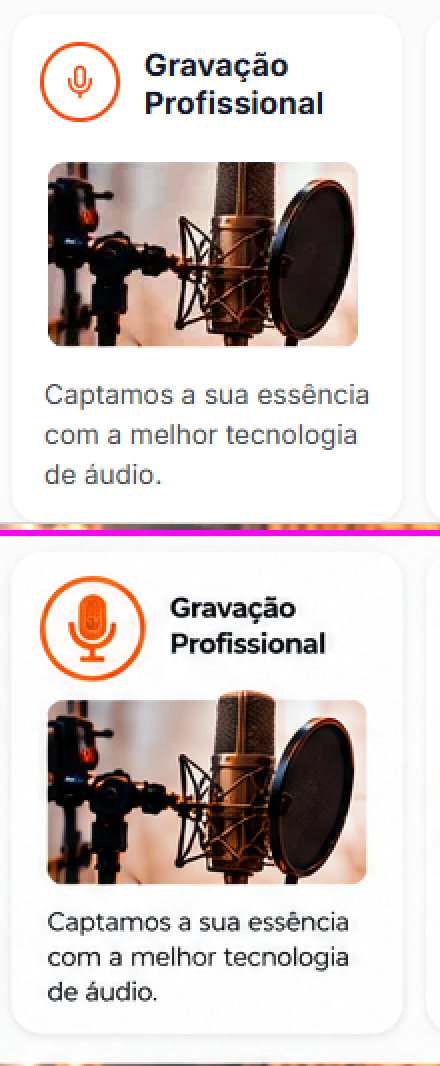 Gravação
Profissional
Captamos a sua essência
com a melhor tecnologia
de áudio.
Gravação
Profissional
Captamos a sua essência
com a melhor tecnologia
de áudio.